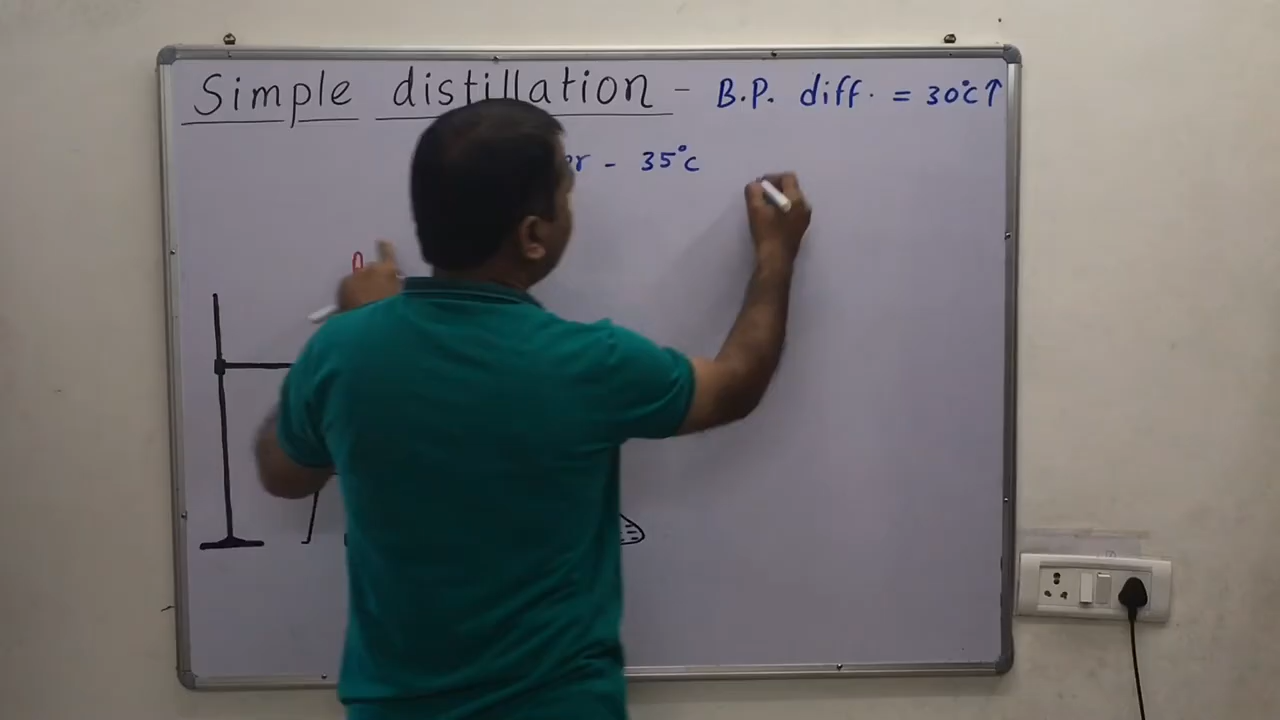 Simple distillation - B.P. diff. = 30°C↑
- 35°C